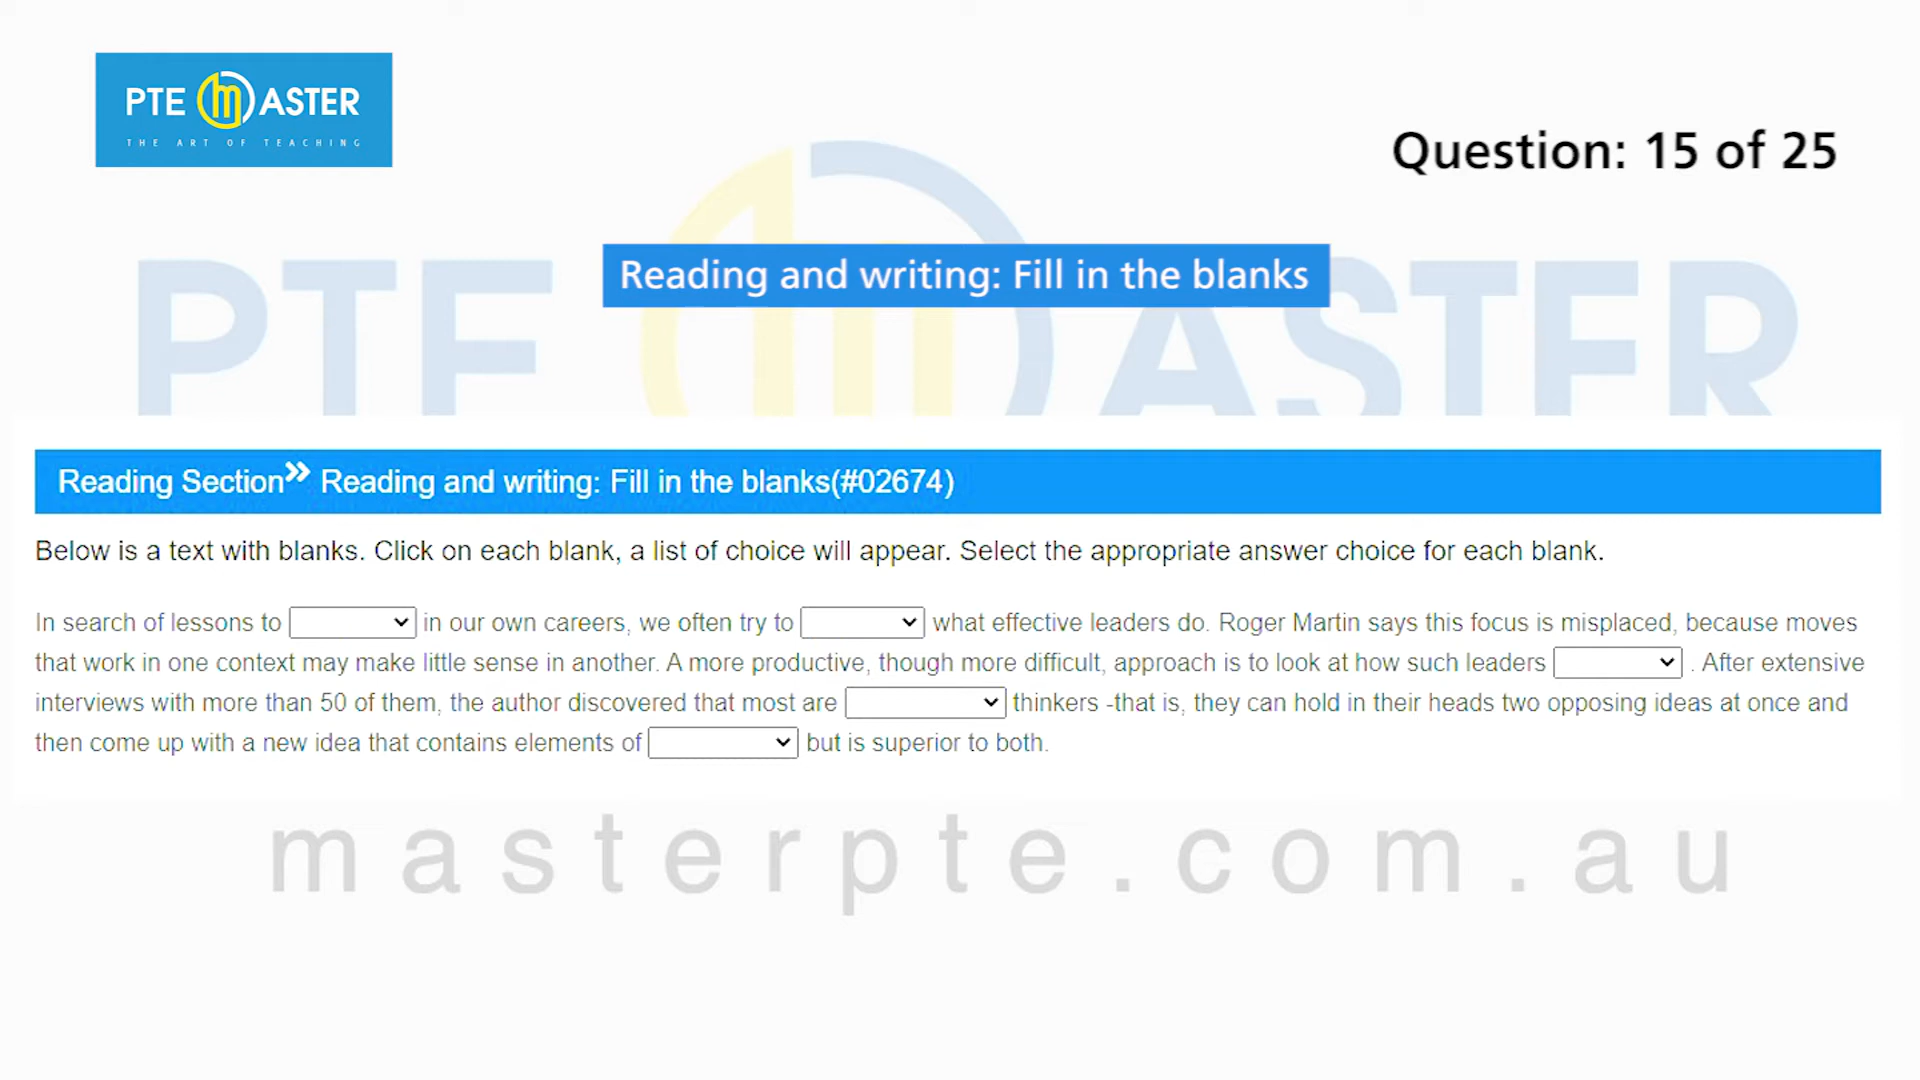 PTE MASTER
THE ART OF TEACHING
Question: 15 of 25
PTE MASTER
Reading and writing: Fill in the blanks
Reading Section» Reading and writing: Fill in the blanks(#02674)
Below is a text with blanks. Click on each blank, a list of choice will appear. Select the appropriate answer choice for each blank.
In search of lessons to in our own careers, we often try to what effective leaders do. Roger Martin says this focus is misplaced, because moves
that work in one context may make little sense in another. A more productive, though more difficult, approach is to look at how such leaders . After extensive
interviews with more than 50 of them, the author discovered that most are thinkers -that is, they can hold in their heads two opposing ideas at once and
then come up with a new idea that contains elements of but is superior to both.
masterpte.com.au